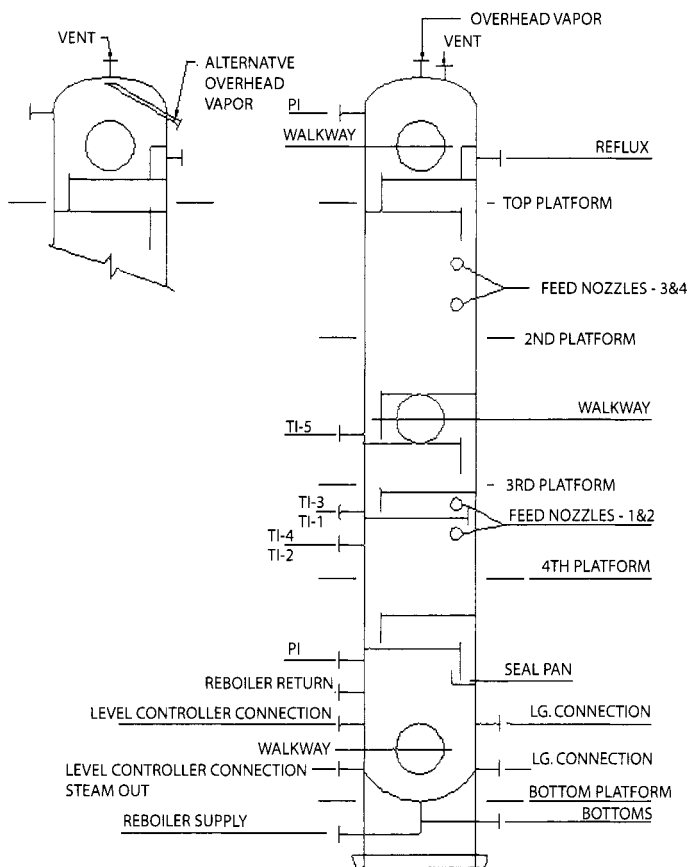 OVERHEAD VAPOR
VENT
VENT
ALTERNATVE
OVERHEAD
VAPOR
PI
WALKWAY
REFLUX
TOP PLATFORM
FEED NOZZLES - 3&4
2ND PLATFORM
WALKWAY
TI-5
3RD PLATFORM
TI-3
TI-1
FEED NOZZLES - 1&2
TI-4
TI-2
4TH PLATFORM
PI
SEAL PAN
REBOILER RETURN
LEVEL CONTROLLER CONNECTION
LG. CONNECTION
WALKWAY
LG. CONNECTION
LEVEL CONTROLLER CONNECTION
STEAM OUT
BOTTOM PLATFORM
BOTTOMS
REBOILER SUPPLY